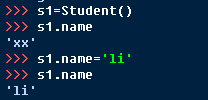 >>> s1=Student()
>>> s1.name
'xx'
>>> s1.name='li'
>>> s1.name
'li'